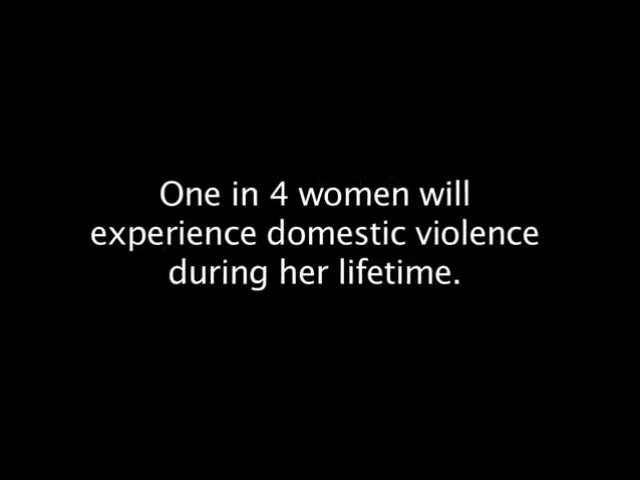 One in 4 women will
experience domestic violence
during her lifetime.